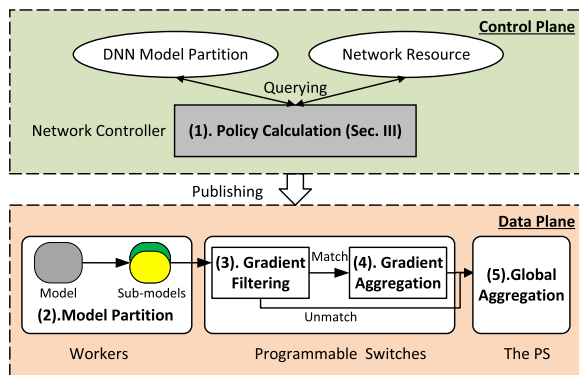 Control Plane
DNN Model Partition
Network Resource
Querying
Network Controller
(1). Policy Calculation (Sec. III)
Publishing
Data Plane
(3). Gradient
Filtering
Match
(4). Gradient
Aggregation
(5).Global
Aggregation
Model
Sub-models
(2).Model Partition
Unmatch
Workers
Programmable Switches
The PS